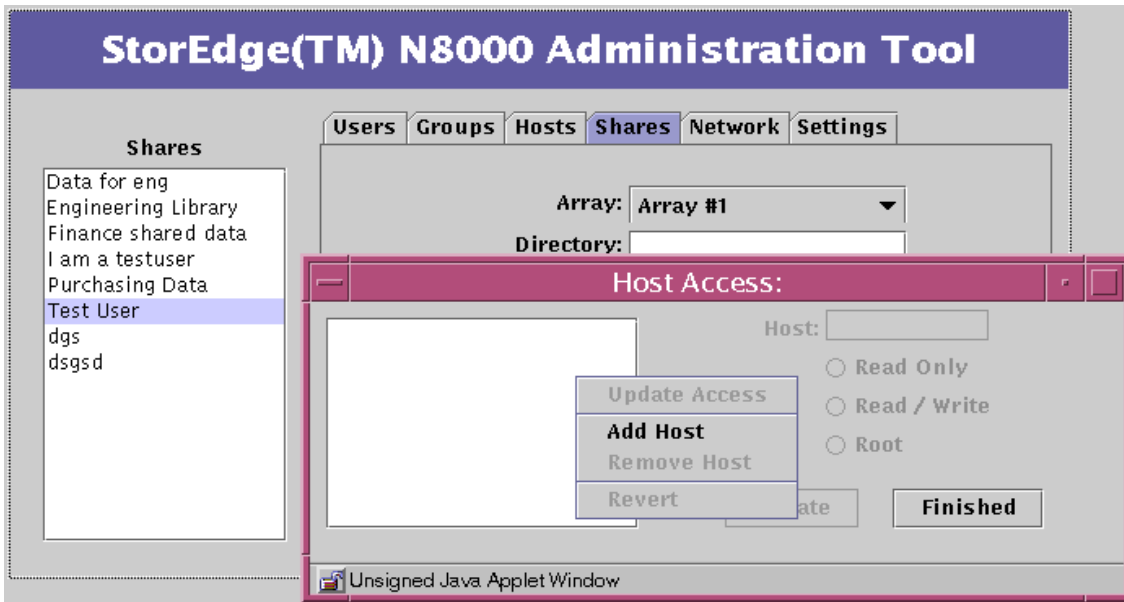 StorEdge(TM) N8000 Administration Tool
Shares
Data for eng
Engineering Library
Finance shared data
I am a testuser
Purchasing Data
Test User
dgs
dsgsd
Users Groups Hosts Shares Network Settings
Array: Array #1
Directory:
Host Access:
Host:
Read Only
Read / Write
Root
Update Access
Add Host
Remove Host
Revert
ate
Finished
Unsigned Java Applet Window